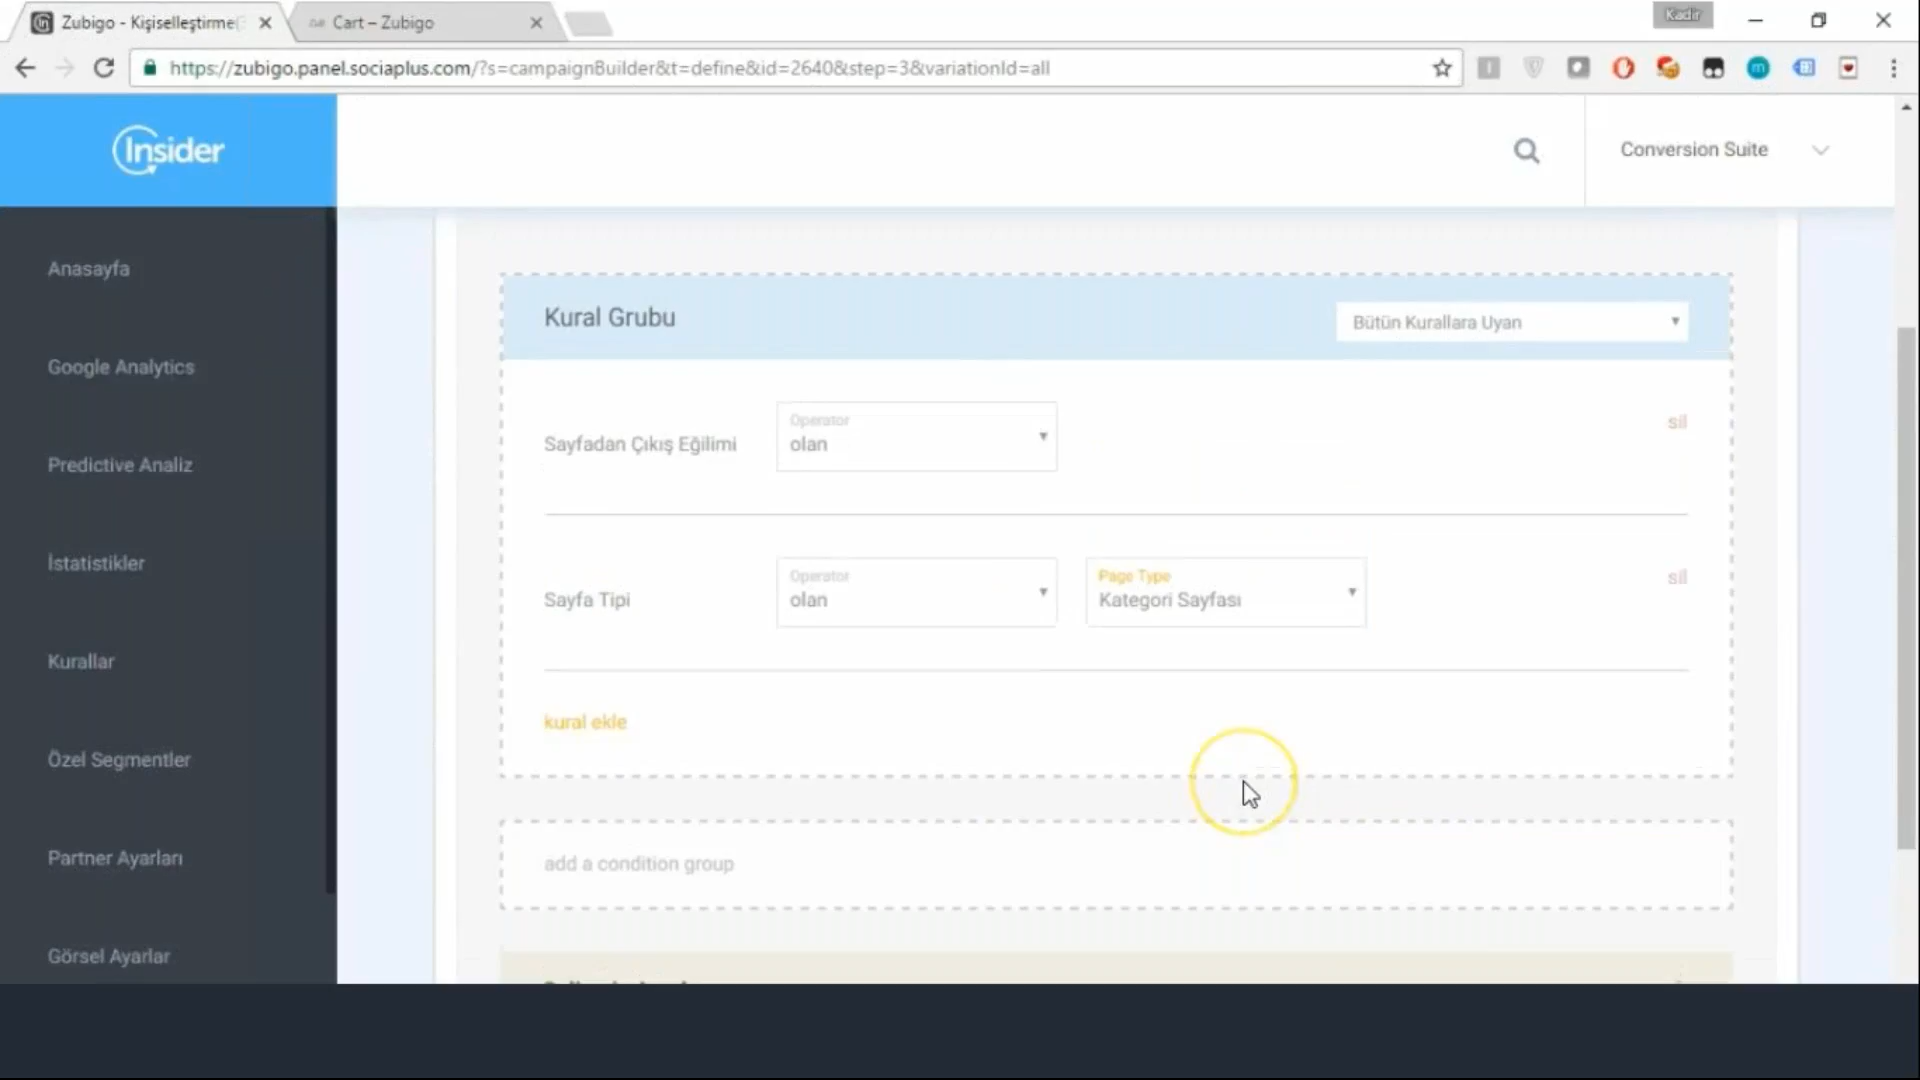 Zubigo - Kişiselleştirme
Cart – Zubigo
Kadir
https://zubigo.panel.sociaplus.com/?s=campaignBuilder&t=define&id=2640&step=3&variationId=all
Insider
Conversion Suite
Anasayfa
Google Analytics
Predictive Analiz
İstatistikler
Kurallar
Özel Segmentler
Partner Ayarları
Görsel Ayarlar
Kural Grubu
Bütün Kurallara Uyan
Sayfadan Çıkış Eğilimi
Operator
olan
sil
Sayfa Tipi
Operator
olan
Page Type
Kategori Sayfası
sil
kural ekle
add a condition group